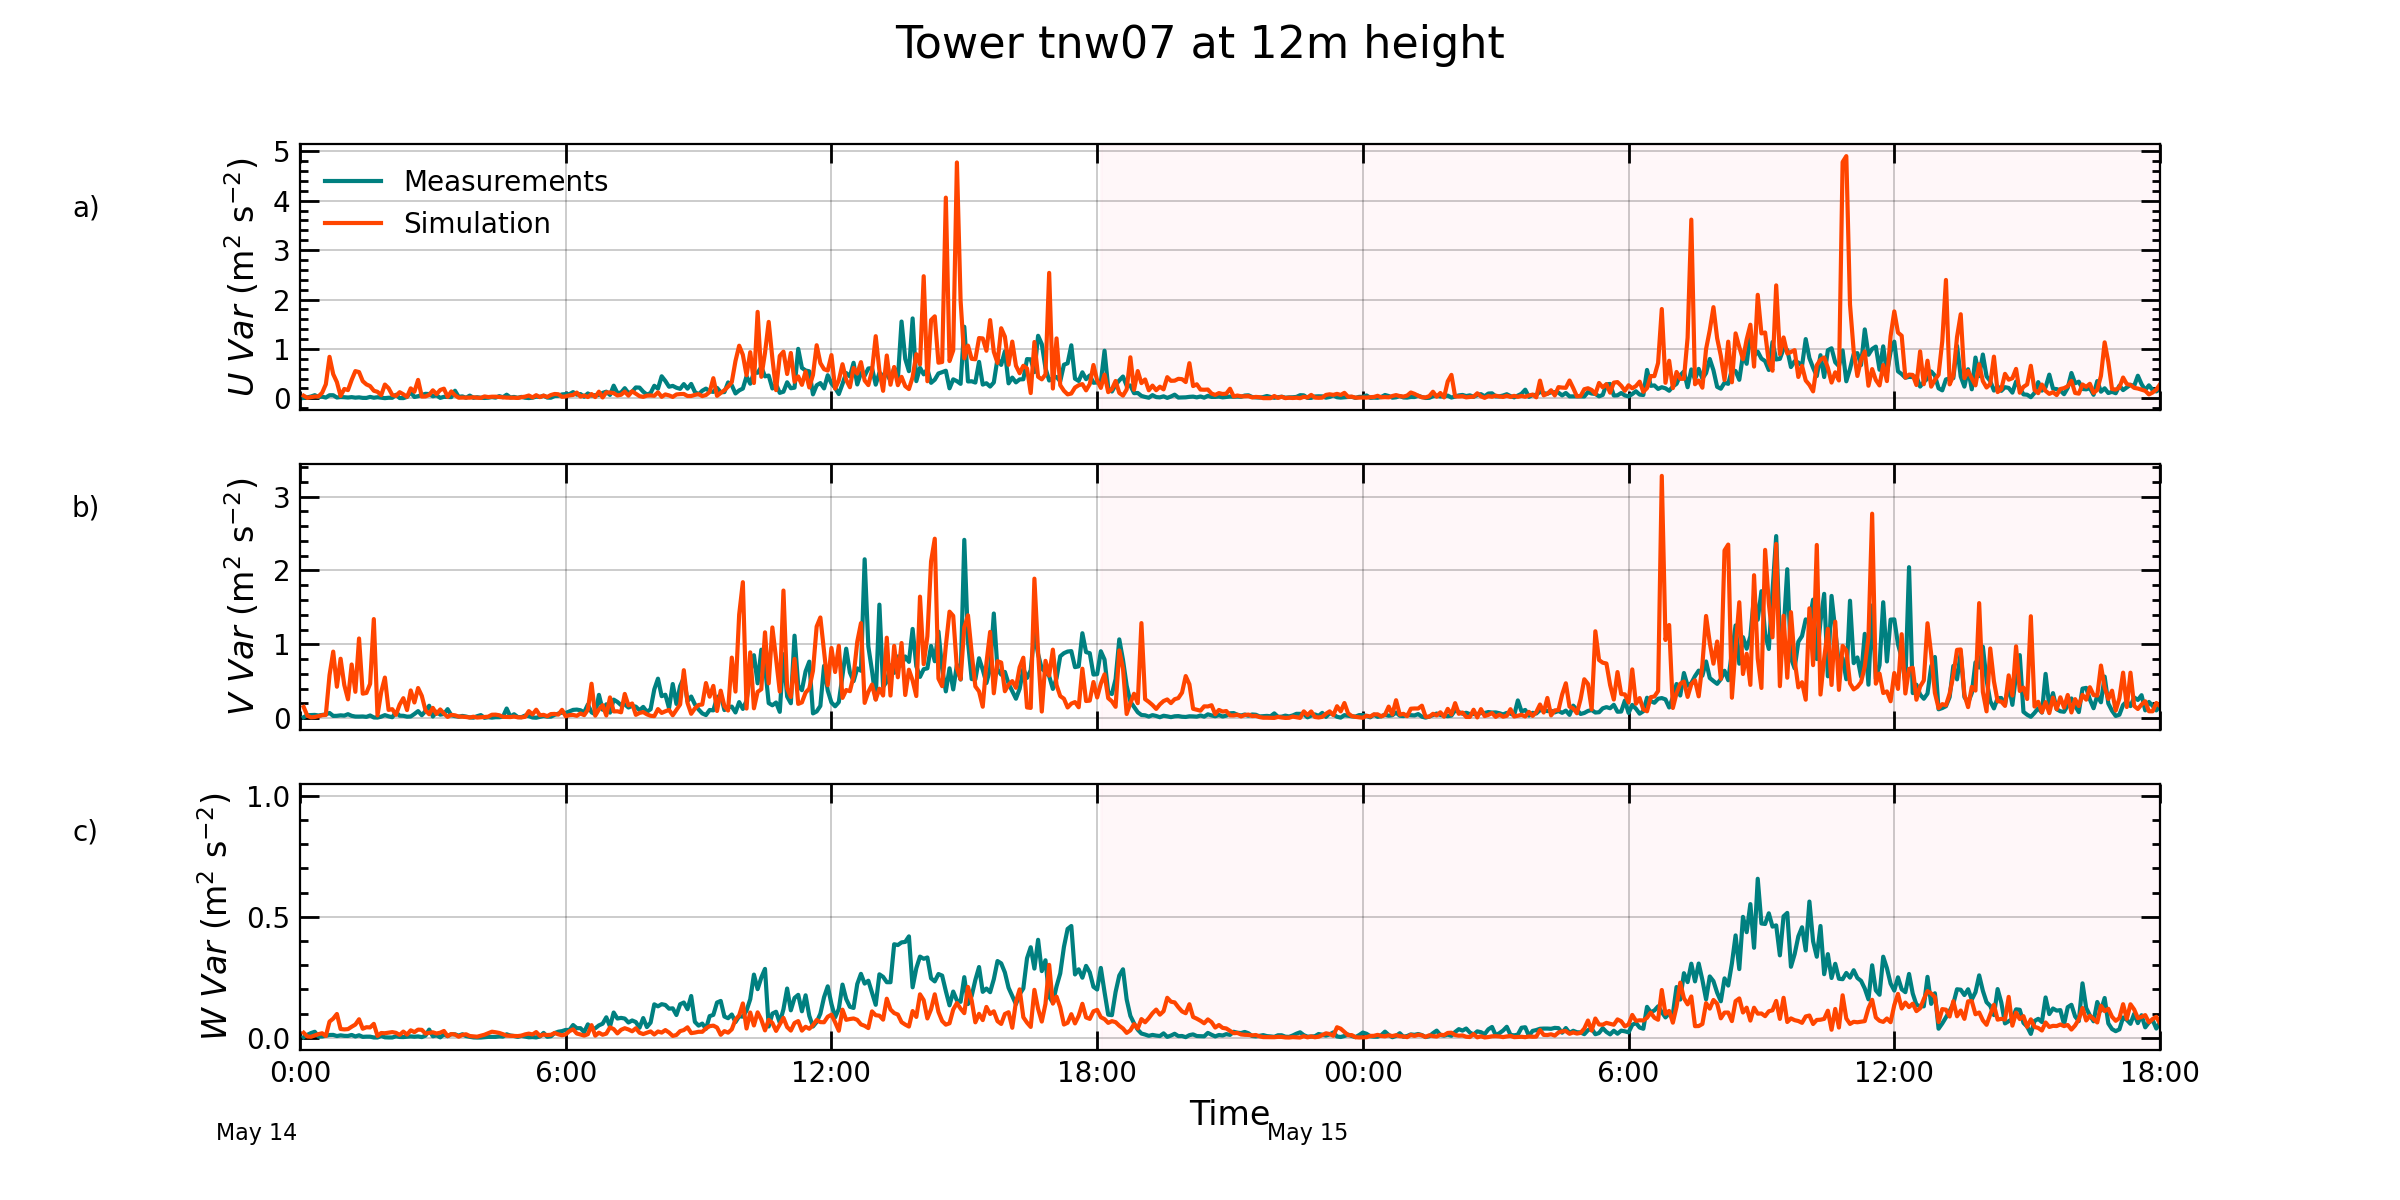 Tower tnw07 at 12m height
a)
U Var (m² s⁻²)
5
4
3
2
1
0
Measurements
Simulation
b)
V Var (m² s⁻²)
3
2
1
0
c)
W Var (m² s⁻²)
1.0
0.5
0.0
0:00 6:00 12:00 18:00 00:00 6:00 12:00 18:00
Time
May 14 May 15